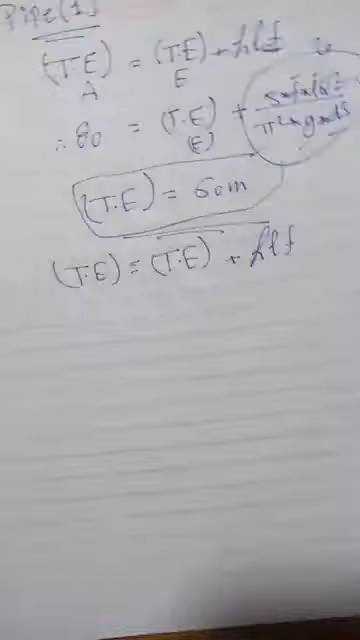 Pipe(1)
(T.E)A = (T.E)E + hLf
∴ 80 = (T.E)(E) +
(T.E) = 60m
(T.E) = (T.E) + hLf